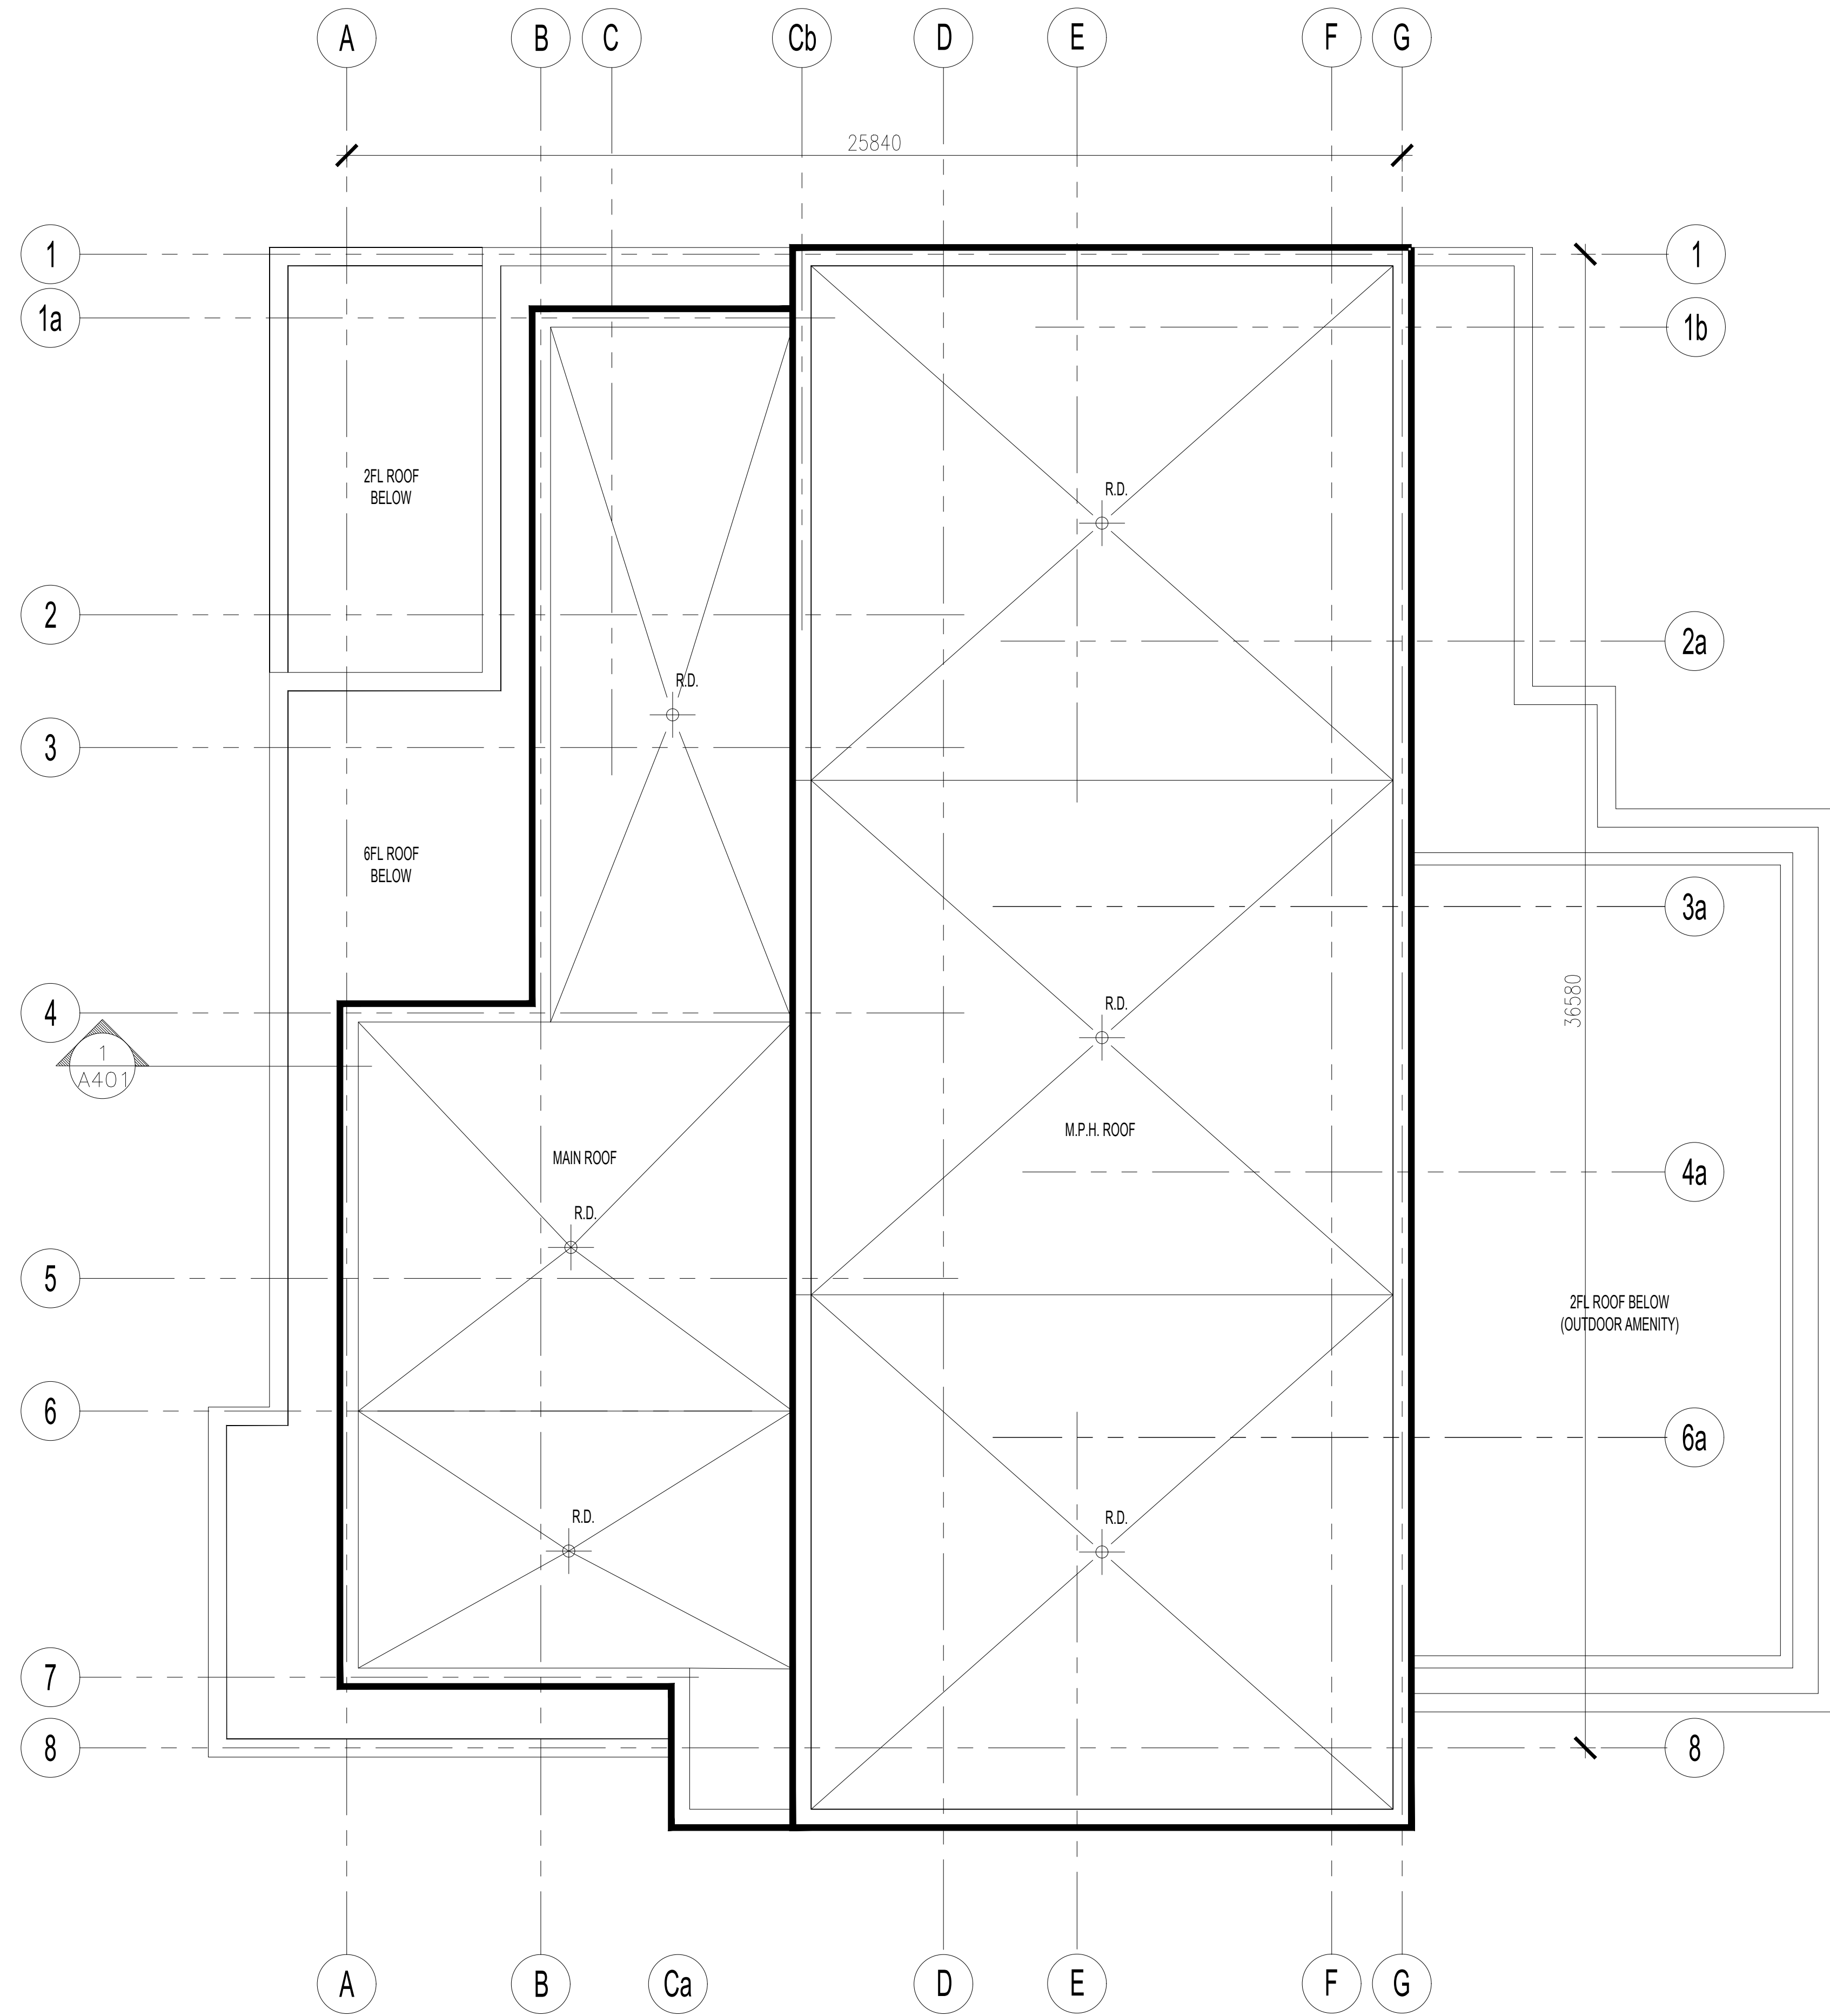 A B C Cb D E F G
25840
1 1
1a 1b
2FL ROOF
BELOW
R.D.
2 2a
R.D.
3
6FL ROOF
BELOW
3a
36580
R.D.
4
1
A401
M.P.H. ROOF
MAIN ROOF
4a
R.D.
5
2FL ROOF BELOW
(OUTDOOR AMENITY)
6 6a
R.D. R.D.
7
8 8
A B Ca D E F G